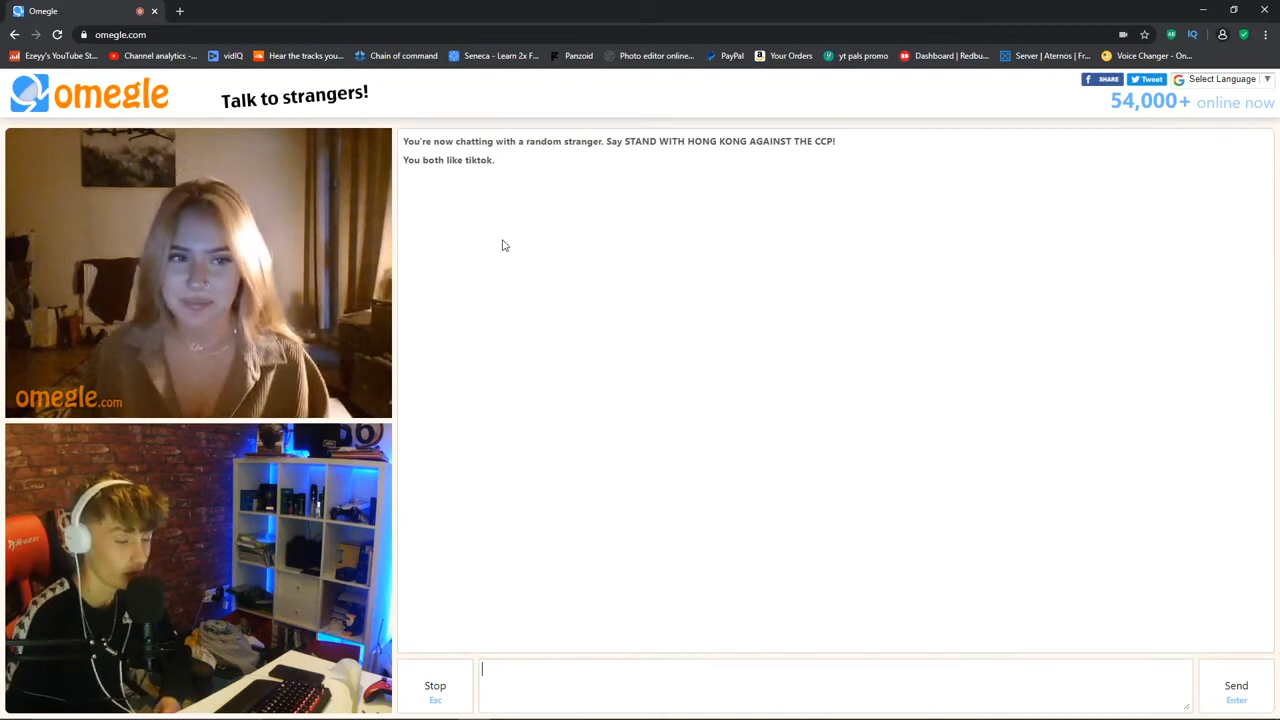 Omegle
omegle.com
Ezeyy's YouTube St...
Channel analytics -...
vidIQ
Hear the tracks you...
Chain of command
Seneca - Learn 2x F...
Panzoid
Photo editor online...
PayPal
Your Orders
yt pals promo
Dashboard | Redbu...
Server | Aternos | Fr...
Voice Changer - On...
omegle
Talk to strangers!
SHARE
Tweet
Select Language
54,000+ online now
You're now chatting with a random stranger. Say STAND WITH HONG KONG AGAINST THE CCP!
You both like tiktok.
omegle.com
Stop
Esc
Send
Enter